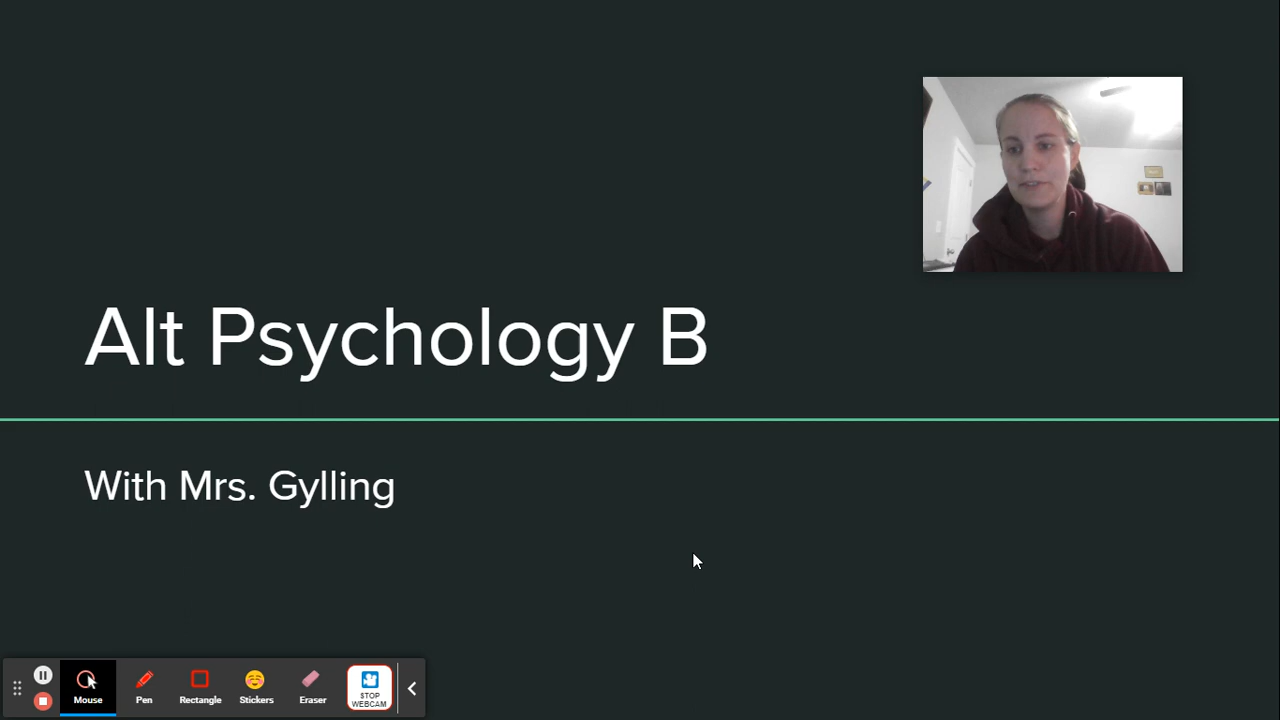 Alt Psychology B
With Mrs. Gylling
Mouse
Pen
Rectangle
Stickers
Eraser
STOP
WEBCAM